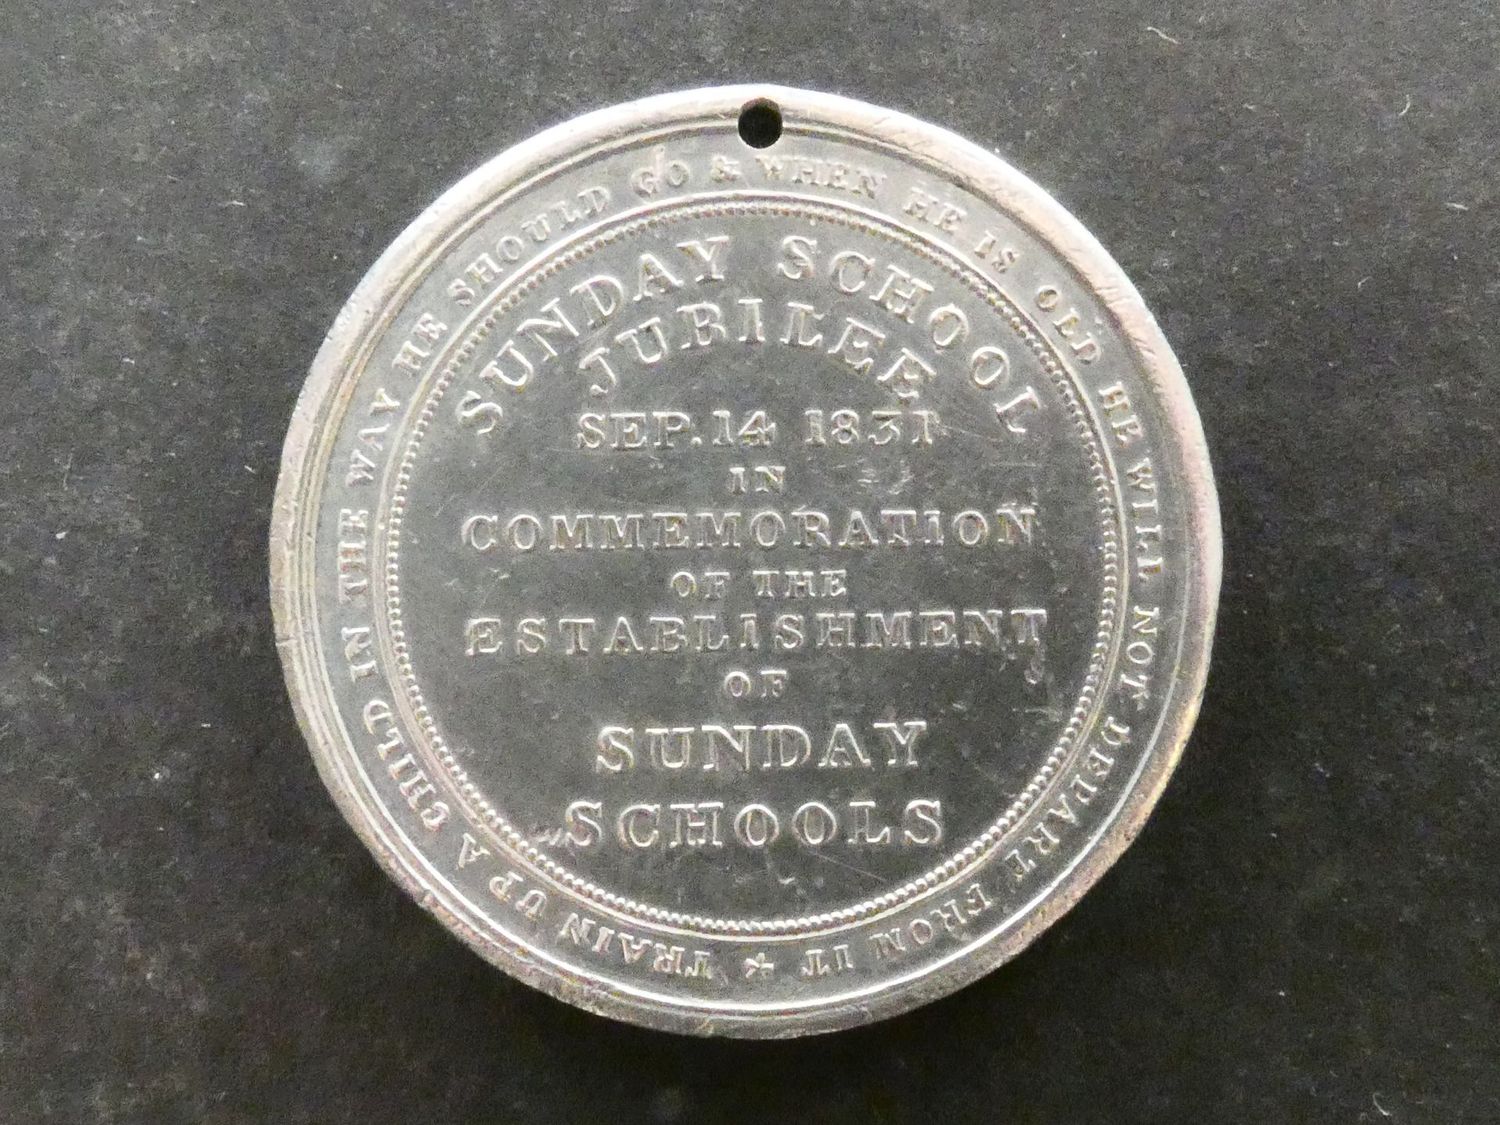 TRAIN UP A CHILD IN THE WAY HE SHOULD GO & WHEN HE IS OLD HE WILL NOT DEPART FROM IT *
SUNDAY SCHOOL
JUBILEE
SEP. 14 1831
IN
COMMEMORATION
OF THE
ESTABLISHMENT
OF
SUNDAY
SCHOOLS